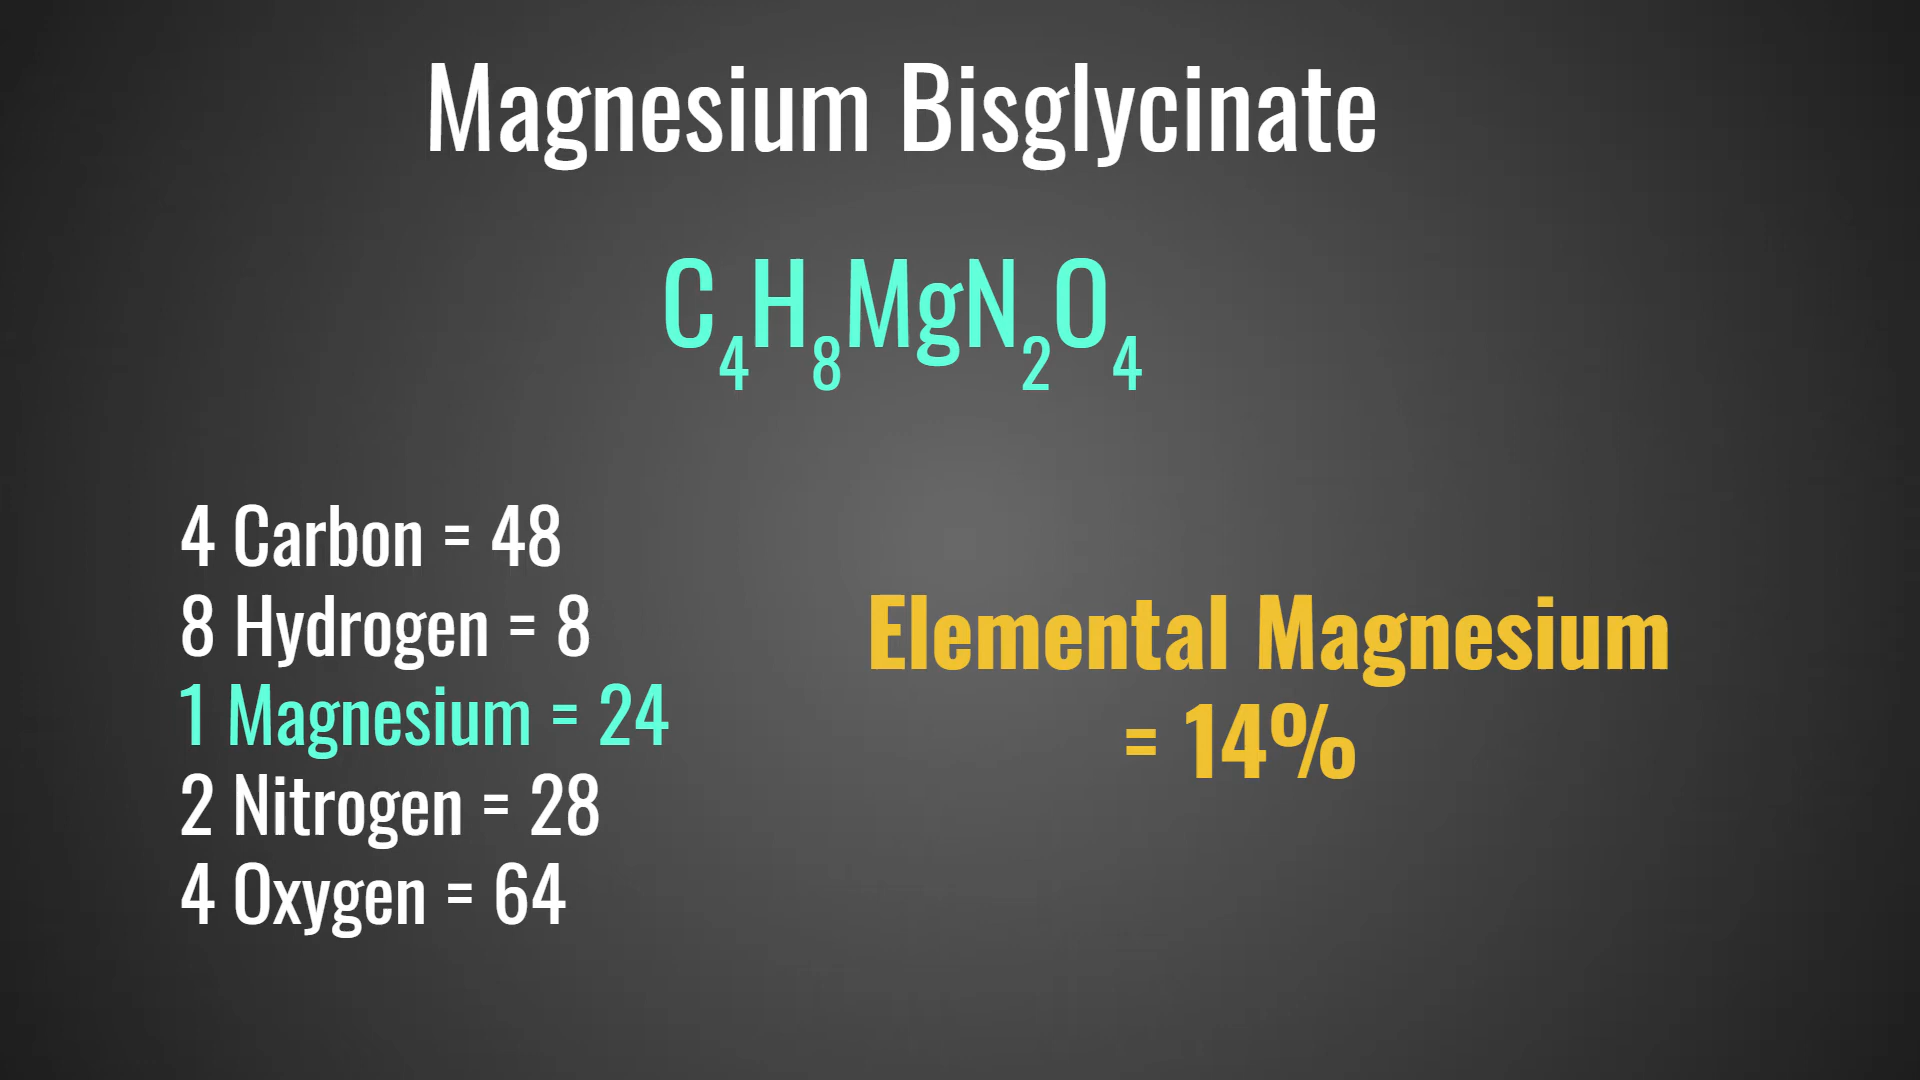 Magnesium Bisglycinate
C₄H₈MgN₂O₄
4 Carbon = 48
8 Hydrogen = 8
1 Magnesium = 24
2 Nitrogen = 28
4 Oxygen = 64
Elemental Magnesium
= 14%